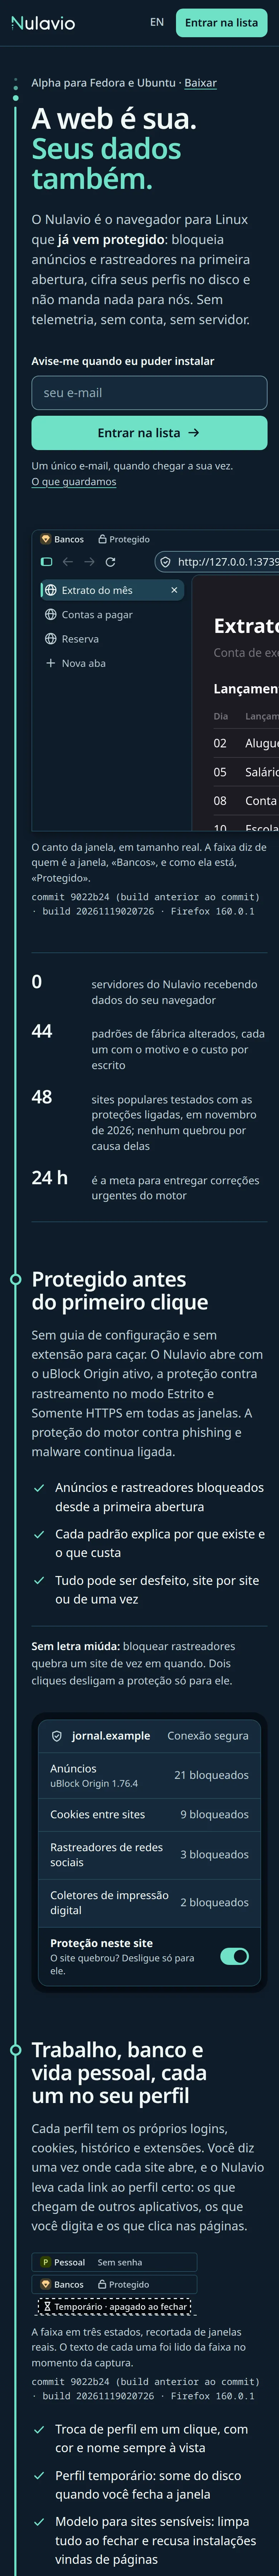 Nulavio
EN
Entrar na lista
Alpha para Fedora e Ubuntu · Baixar
A web é sua.
Seus dados
também.
O Nulavio é o navegador para Linux
que já vem protegido: bloqueia
anúncios e rastreadores na primeira
abertura, cifra seus perfis no disco e
não manda nada para nós. Sem
telemetria, sem conta, sem servidor.
Avise-me quando eu puder instalar
seu e-mail
Entrar na lista →
Um único e-mail, quando chegar a sua vez.
O que guardamos
Bancos Protegido
http://127.0.0.1:3739
Extrato do mês
Contas a pagar
Reserva
Nova aba
Extrato
Conta de exe
Lançamen
Dia Lançam
02 Alugue
05 Salário
08 Conta
10 Escola
O canto da janela, em tamanho real. A faixa diz de
quem é a janela, «Bancos», e como ela está,
«Protegido».
commit 9022b24 (build anterior ao commit)
· build 20261119020726 · Firefox 160.0.1
0 servidores do Nulavio recebendo
dados do seu navegador
44 padrões de fábrica alterados, cada
um com o motivo e o custo por
escrito
48 sites populares testados com as
proteções ligadas, em novembro
de 2026; nenhum quebrou por
causa delas
24 h é a meta para entregar correções
urgentes do motor
Protegido antes
do primeiro clique
Sem guia de configuração e sem
extensão para caçar. O Nulavio abre com
o uBlock Origin ativo, a proteção contra
rastreamento no modo Estrito e
Somente HTTPS em todas as janelas. A
proteção do motor contra phishing e
malware continua ligada.
Anúncios e rastreadores bloqueados
desde a primeira abertura
Cada padrão explica por que existe e
o que custa
Tudo pode ser desfeito, site por site
ou de uma vez
Sem letra miúda: bloquear rastreadores
quebra um site de vez em quando. Dois
cliques desligam a proteção só para ele.
jornal.example Conexão segura
Anúncios
uBlock Origin 1.76.4
21 bloqueados
Cookies entre sites 9 bloqueados
Rastreadores de redes
sociais
3 bloqueados
Coletores de impressão
digital
2 bloqueados
Proteção neste site
O site quebrou? Desligue só para
ele.
Trabalho, banco e
vida pessoal, cada
um no seu perfil
Cada perfil tem os próprios logins,
cookies, histórico e extensões. Você diz
uma vez onde cada site abre, e o Nulavio
leva cada link ao perfil certo: os que
chegam de outros aplicativos, os que
você digita e os que clica nas páginas.
P Pessoal Sem senha
Bancos Protegido
Temporário · apagado ao fechar
A faixa em três estados, recortada de janelas
reais. O texto de cada uma foi lido da faixa no
momento da captura.
commit 9022b24 (build anterior ao commit)
· build 20261119020726 · Firefox 160.0.1
Troca de perfil em um clique, com
cor e nome sempre à vista
Perfil temporário: some do disco
quando você fecha a janela
Modelo para sites sensíveis: limpa
tudo ao fechar e recusa instalações
vindas de páginas